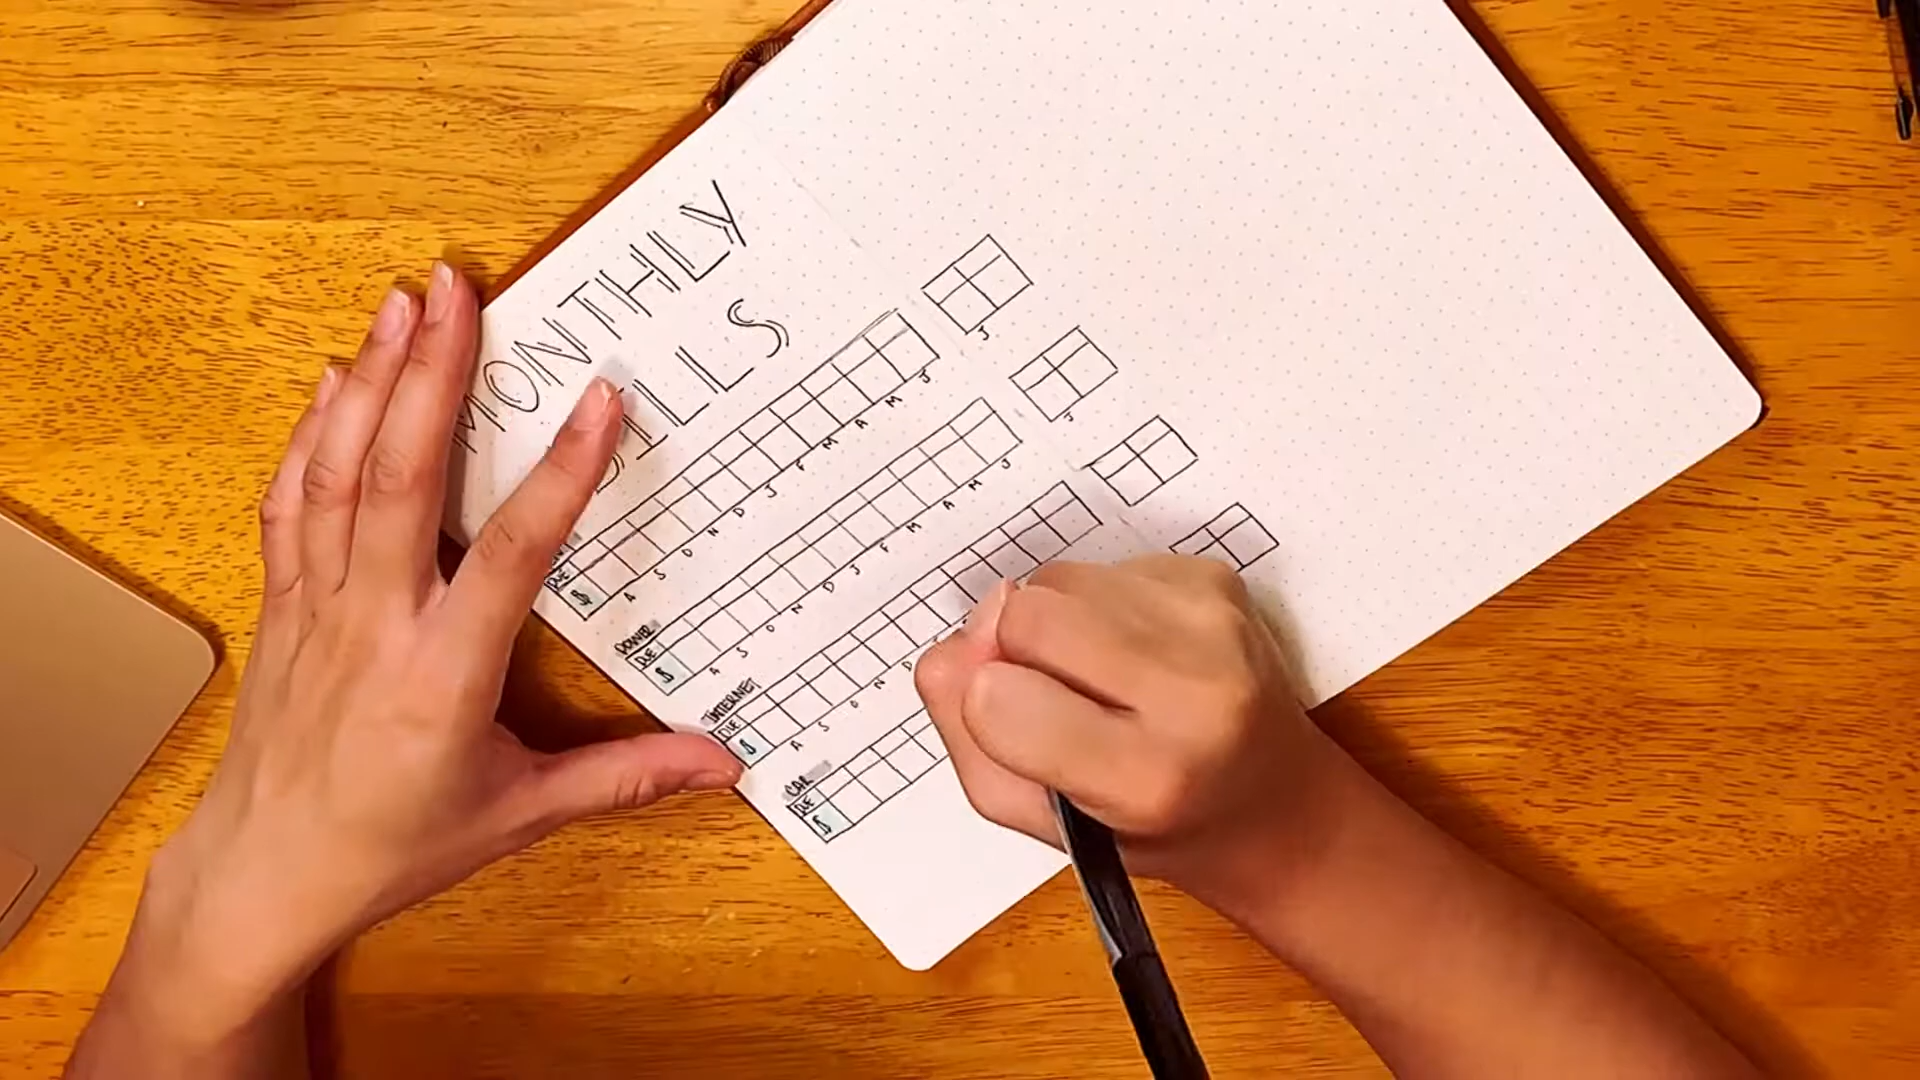 MONTHLY
BILLS
DUE
$
A S O N D J F M A M J J
POWER
DUE
$
A S O N D J F M A M J J
INTERNET
DUE
$
A S O N D
CAR
DUE
$